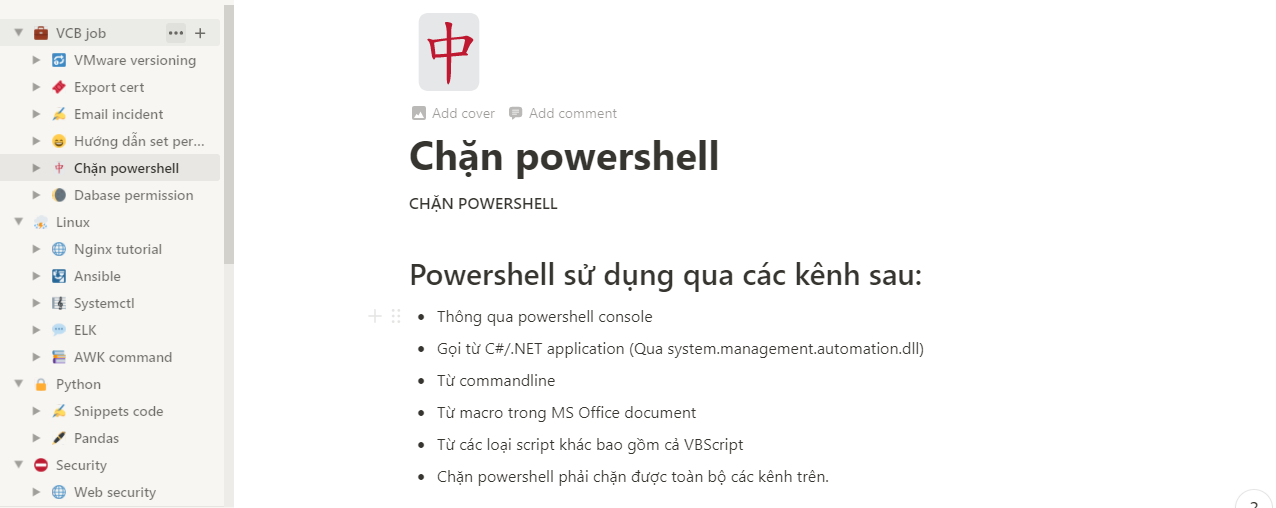 VCB job
VMware versioning
Export cert
Email incident
Hướng dẫn set per...
Chặn powershell
Dabase permission
Linux
Nginx tutorial
Ansible
Systemctl
ELK
AWK command
Python
Snippets code
Pandas
Security
Web security
中
Add cover
Add comment
Chặn powershell
CHẶN POWERSHELL
Powershell sử dụng qua các kênh sau:
Thông qua powershell console
Gọi từ C#/.NET application (Qua system.management.automation.dll)
Từ commandline
Từ macro trong MS Office document
Từ các loại script khác bao gồm cả VBScript
Chặn powershell phải chặn được toàn bộ các kênh trên.